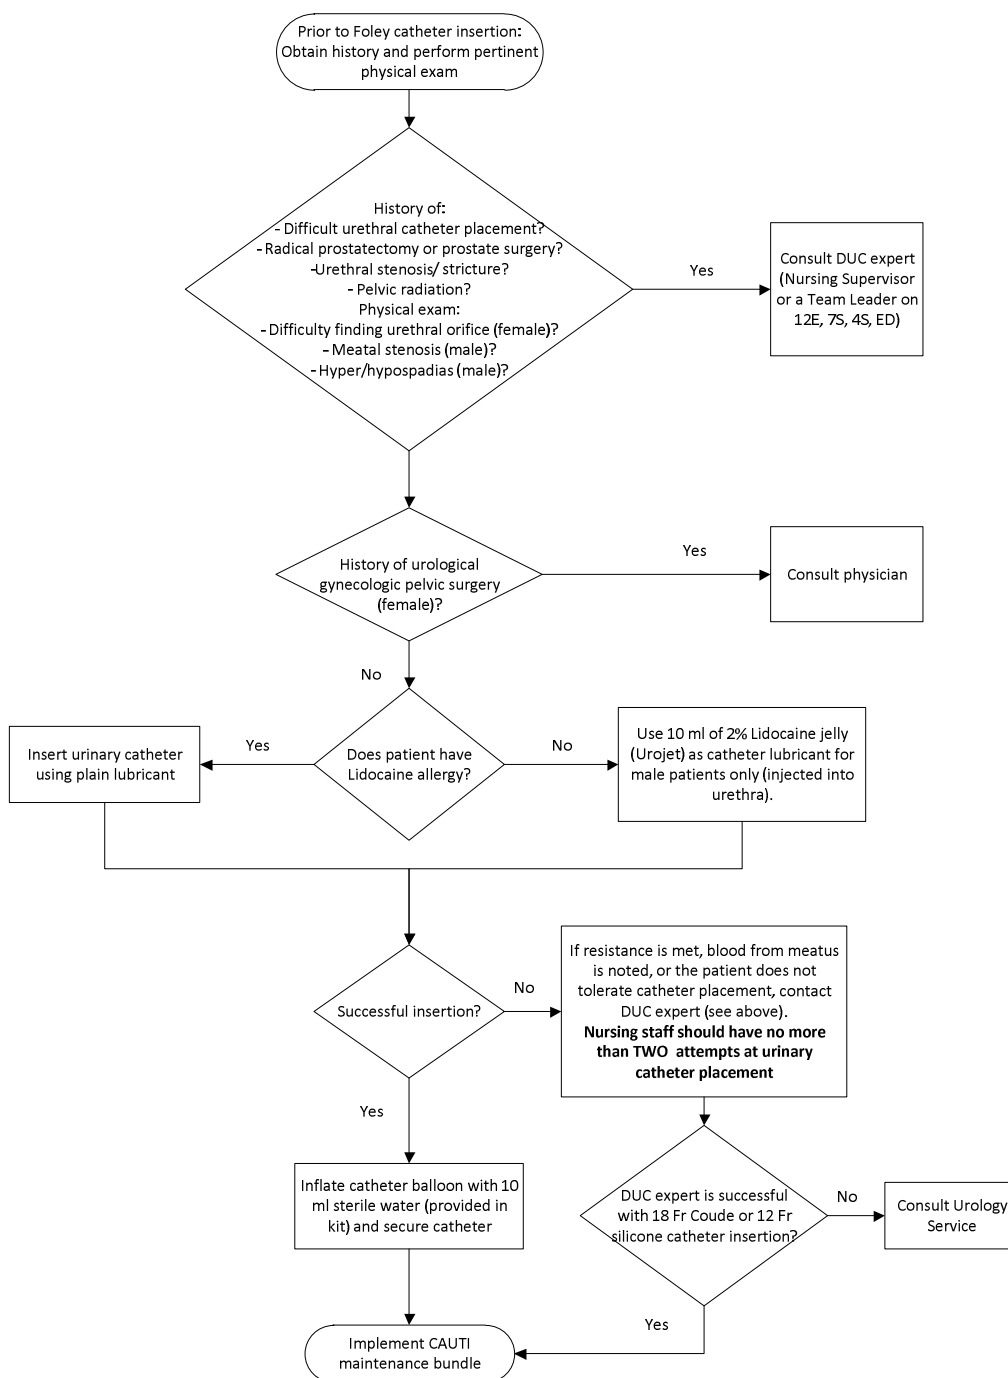 Prior to Foley catheter insertion:
Obtain history and perform pertinent
physical exam
History of:
- Difficult urethral catheter placement?
- Radical prostatectomy or prostate surgery?
-Urethral stenosis/ stricture?
- Pelvic radiation?
Physical exam:
- Difficulty finding urethral orifice (female)?
- Meatal stenosis (male)?
- Hyper/hypospadias (male)?
Yes
Consult DUC expert
(Nursing Supervisor
or a Team Leader on
12E, 7S, 4S, ED)
History of urological
gynecologic pelvic surgery
(female)?
Yes
Consult physician
No
Insert urinary catheter
using plain lubricant
Yes
Does patient have
Lidocaine allergy?
No
Use 10 ml of 2% Lidocaine jelly
(Urojet) as catheter lubricant for
male patients only (injected into
urethra).
Successful insertion?
No
If resistance is met, blood from meatus
is noted, or the patient does not
tolerate catheter placement, contact
DUC expert (see above).
Nursing staff should have no more
than TWO attempts at urinary
catheter placement
Yes
Inflate catheter balloon with 10
ml sterile water (provided in
kit) and secure catheter
DUC expert is successful
with 18 Fr Coude or 12 Fr
silicone catheter insertion?
No
Consult Urology
Service
Yes
Implement CAUTI
maintenance bundle